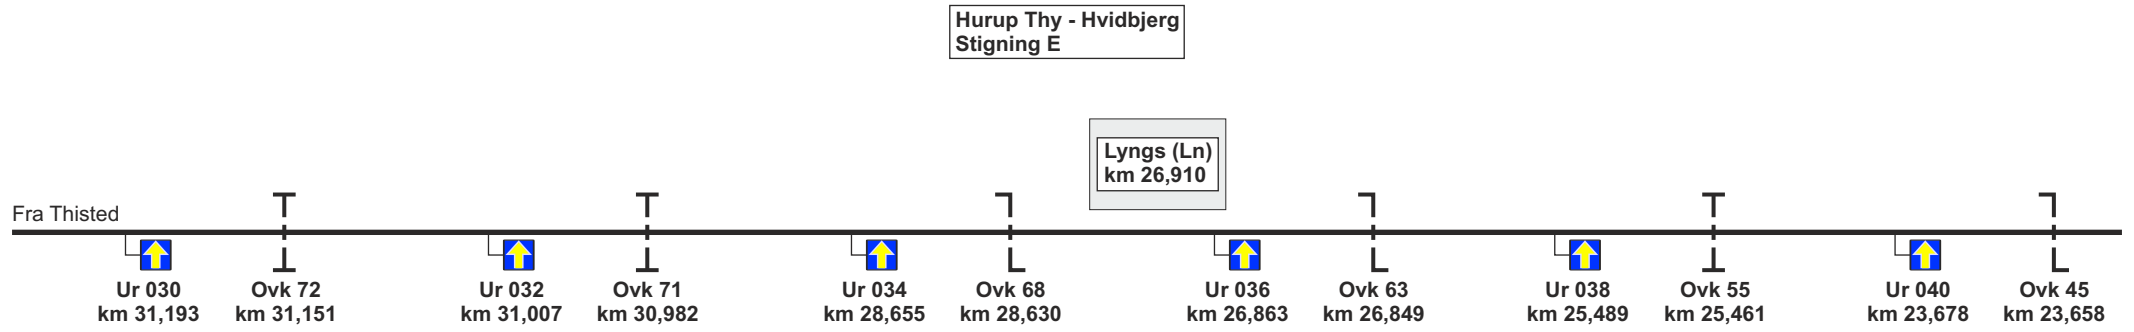 Hurup Thy - Hvidbjerg
Stigning E
Lyngs (Ln)
km 26,910
Fra Thisted
Ur 030
km 31,193
Ovk 72
km 31,151
Ur 032
km 31,007
Ovk 71
km 30,982
Ur 034
km 28,655
Ovk 68
km 28,630
Ur 036
km 26,863
Ovk 63
km 26,849
Ur 038
km 25,489
Ovk 55
km 25,461
Ur 040
km 23,678
Ovk 45
km 23,658